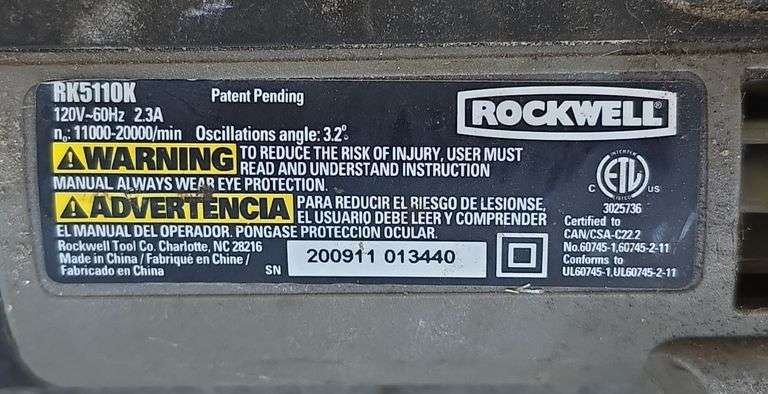 RK5110K
Patent Pending
ROCKWELL®
120V~60Hz 2.3A
n₀: 11000-20000/min Oscillations angle: 3.2°
WARNING TO REDUCE THE RISK OF INJURY, USER MUST
READ AND UNDERSTAND INSTRUCTION
MANUAL. ALWAYS WEAR EYE PROTECTION.
ADVERTENCIA PARA REDUCIR EL RIESGO DE LESIONSE,
EL USUARIO DEBE LEER Y COMPRENDER
EL MANUAL DEL OPERADOR. PÓNGASE PROTECCIÓN OCULAR.
Rockwell Tool Co. Charlotte, NC 28216
Made in China / Fabriqué en Chine /
Fabricado en China
SN 200911 013440
INTERTEK
C ETL US
LISTED
3025736
Certified to
CAN/CSA-C22.2
No.60745-1,60745-2-11
Conforms to
UL60745-1,UL60745-2-11